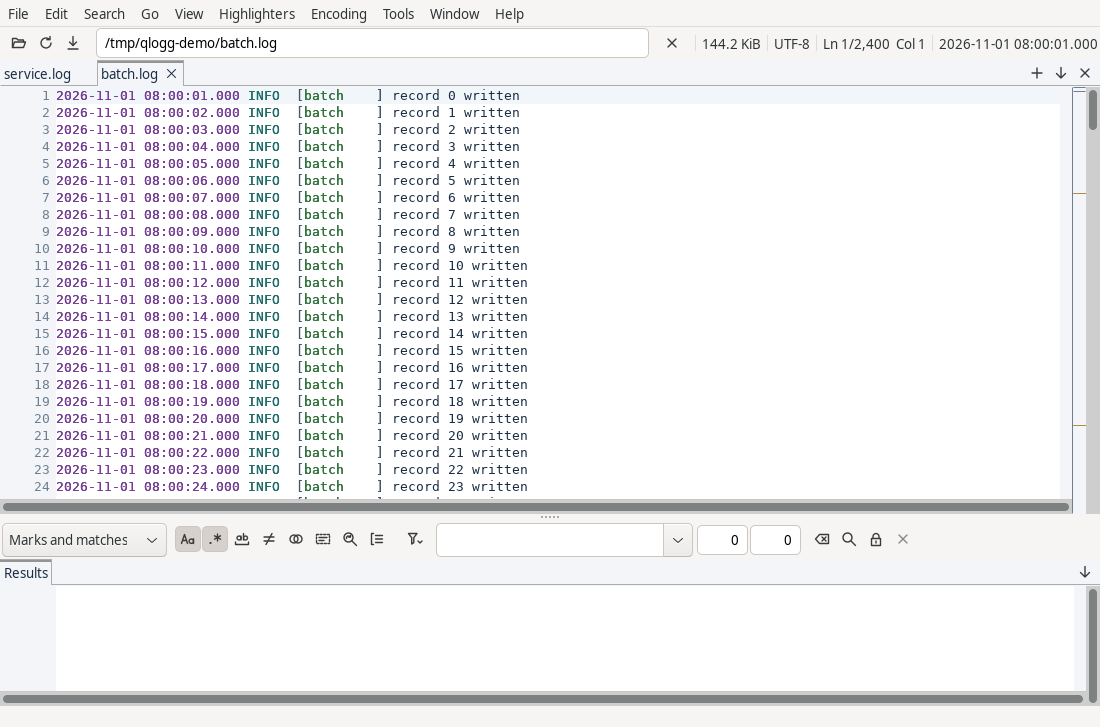 File Edit Search Go View Highlighters Encoding Tools Window Help
/tmp/qlogg-demo/batch.log 144.2 KiB UTF-8 Ln 1/2,400 Col 1 2026-11-01 08:00:01.000
service.log batch.log
1 2026-11-01 08:00:01.000 INFO [batch ] record 0 written
2 2026-11-01 08:00:02.000 INFO [batch ] record 1 written
3 2026-11-01 08:00:03.000 INFO [batch ] record 2 written
4 2026-11-01 08:00:04.000 INFO [batch ] record 3 written
5 2026-11-01 08:00:05.000 INFO [batch ] record 4 written
6 2026-11-01 08:00:06.000 INFO [batch ] record 5 written
7 2026-11-01 08:00:07.000 INFO [batch ] record 6 written
8 2026-11-01 08:00:08.000 INFO [batch ] record 7 written
9 2026-11-01 08:00:09.000 INFO [batch ] record 8 written
10 2026-11-01 08:00:10.000 INFO [batch ] record 9 written
11 2026-11-01 08:00:11.000 INFO [batch ] record 10 written
12 2026-11-01 08:00:12.000 INFO [batch ] record 11 written
13 2026-11-01 08:00:13.000 INFO [batch ] record 12 written
14 2026-11-01 08:00:14.000 INFO [batch ] record 13 written
15 2026-11-01 08:00:15.000 INFO [batch ] record 14 written
16 2026-11-01 08:00:16.000 INFO [batch ] record 15 written
17 2026-11-01 08:00:17.000 INFO [batch ] record 16 written
18 2026-11-01 08:00:18.000 INFO [batch ] record 17 written
19 2026-11-01 08:00:19.000 INFO [batch ] record 18 written
20 2026-11-01 08:00:20.000 INFO [batch ] record 19 written
21 2026-11-01 08:00:21.000 INFO [batch ] record 20 written
22 2026-11-01 08:00:22.000 INFO [batch ] record 21 written
23 2026-11-01 08:00:23.000 INFO [batch ] record 22 written
24 2026-11-01 08:00:24.000 INFO [batch ] record 23 written
Marks and matches Aa .* ab 0 0
Results